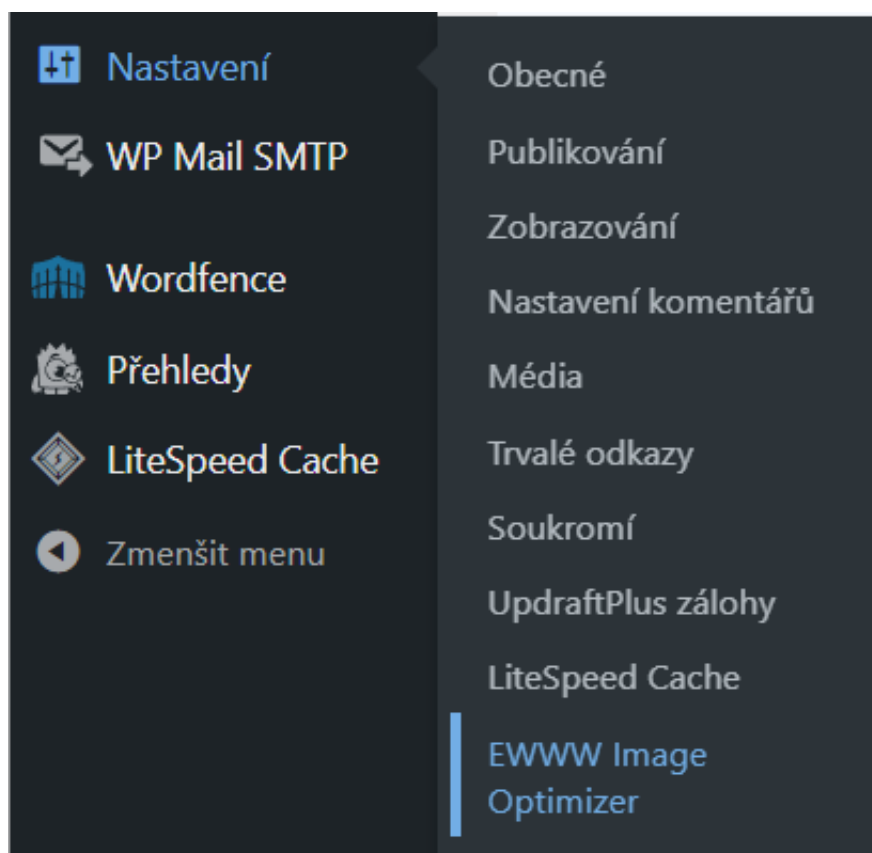 Nastavení
WP Mail SMTP
Wordfence
Přehledy
LiteSpeed Cache
Zmenšit menu
Obecné
Publikování
Zobrazování
Nastavení komentářů
Média
Trvalé odkazy
Soukromí
UpdraftPlus zálohy
LiteSpeed Cache
EWWW Image
Optimizer